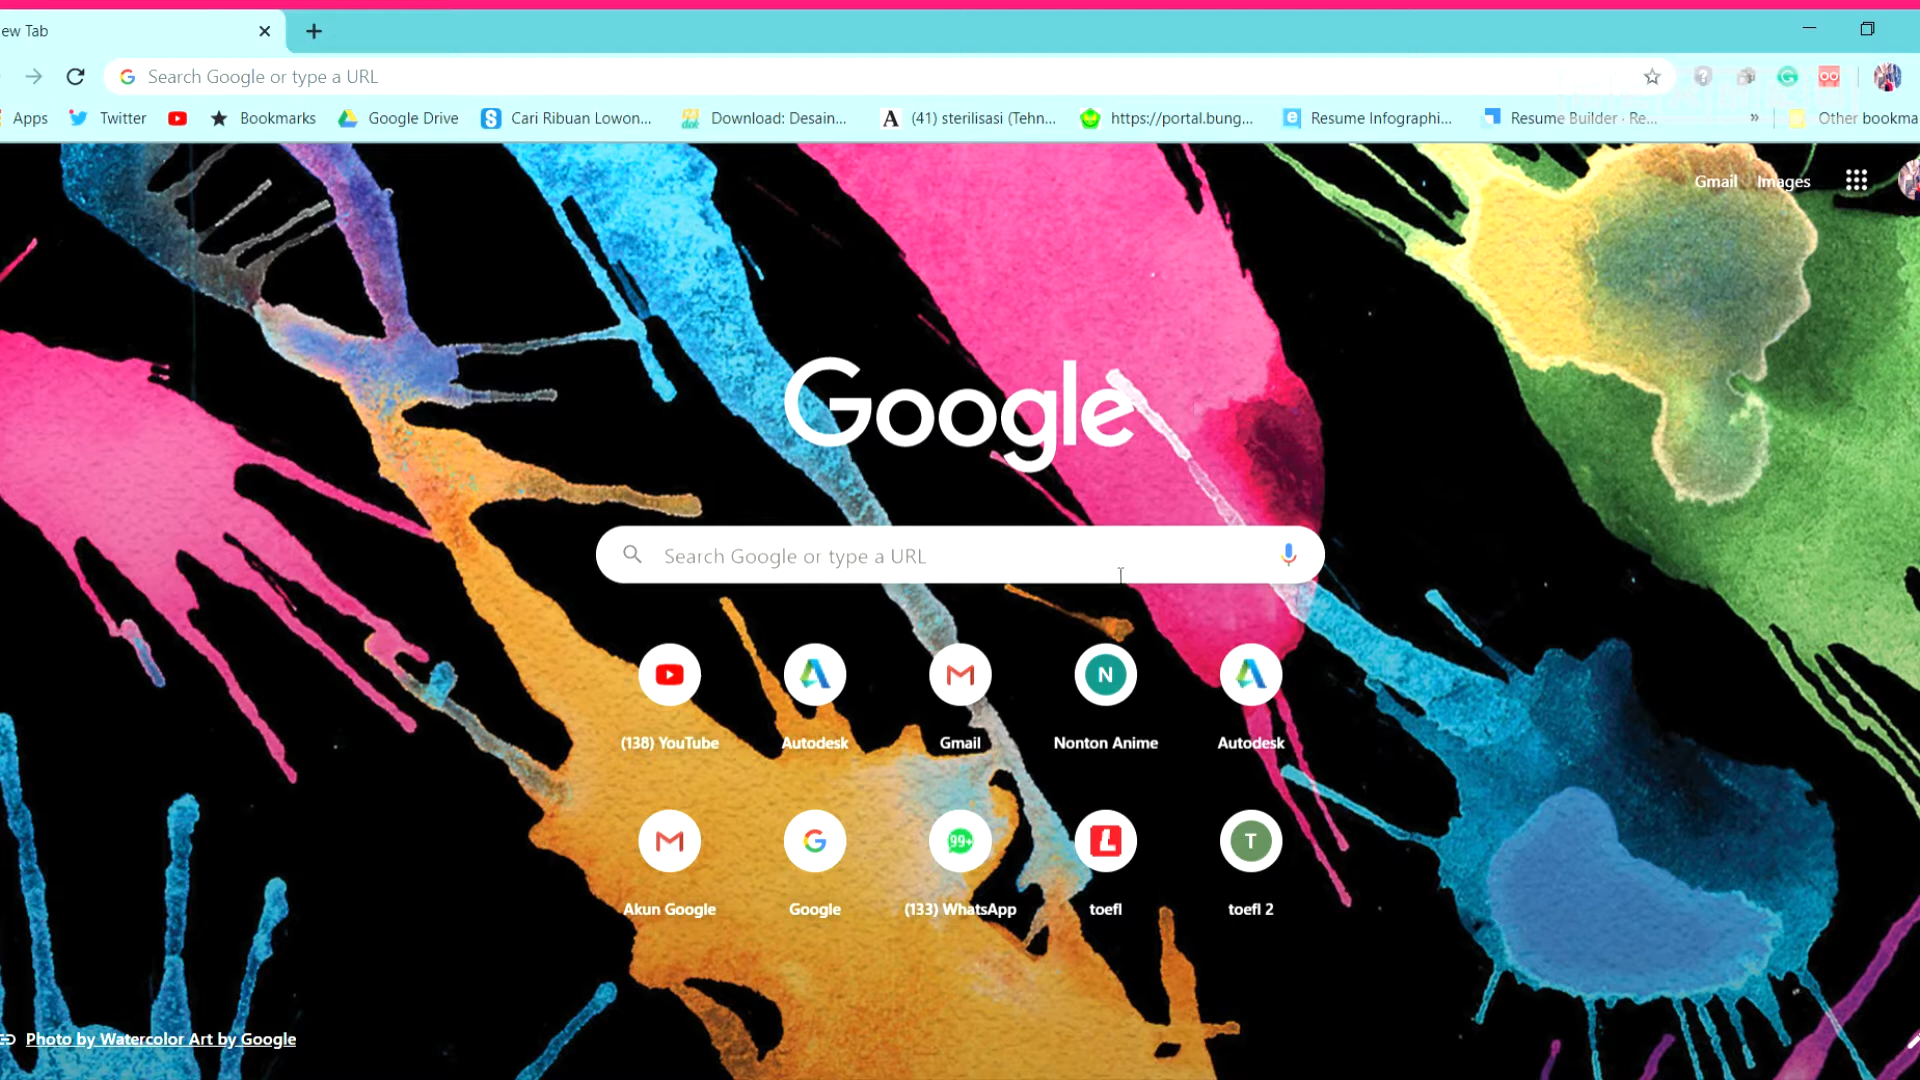 ew Tab
Search Google or type a URL
Apps Twitter Bookmarks Google Drive Cari Ribuan Lowon... Download: Desain... (41) sterilisasi (Tehn... https://portal.bung... Resume Infographi... Resume Builder - Re... » Other bookma
Gmail Images
Google
Search Google or type a URL
N
(138) YouTube Autodesk Gmail Nonton Anime Autodesk
99+ T
Akun Google Google (133) WhatsApp toefl toefl 2
Photo by Watercolor Art by Google